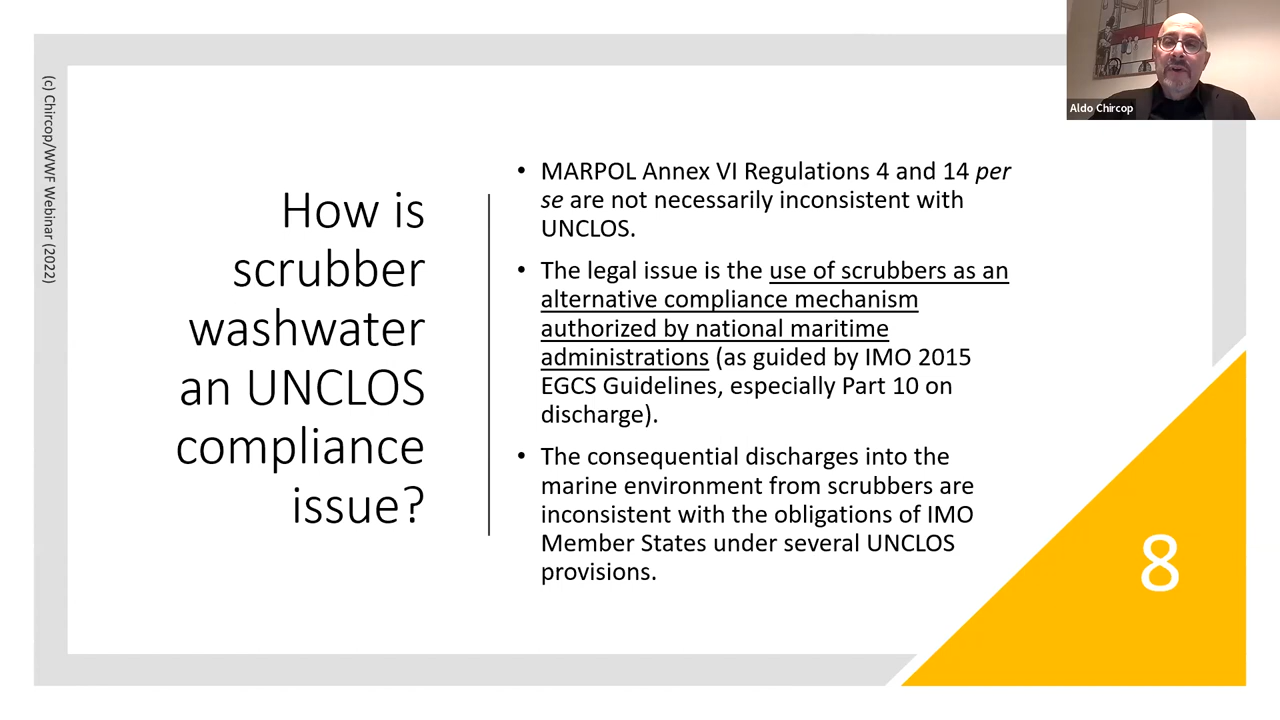 (c) Chircop/WWF Webinar (2022)
How is
scrubber
washwater
an UNCLOS
compliance
issue?
• MARPOL Annex VI Regulations 4 and 14 per
se are not necessarily inconsistent with
UNCLOS.
• The legal issue is the use of scrubbers as an
alternative compliance mechanism
authorized by national maritime
administrations (as guided by IMO 2015
EGCS Guidelines, especially Part 10 on
discharge).
• The consequential discharges into the
marine environment from scrubbers are
inconsistent with the obligations of IMO
Member States under several UNCLOS
provisions.
8
Aldo Chircop